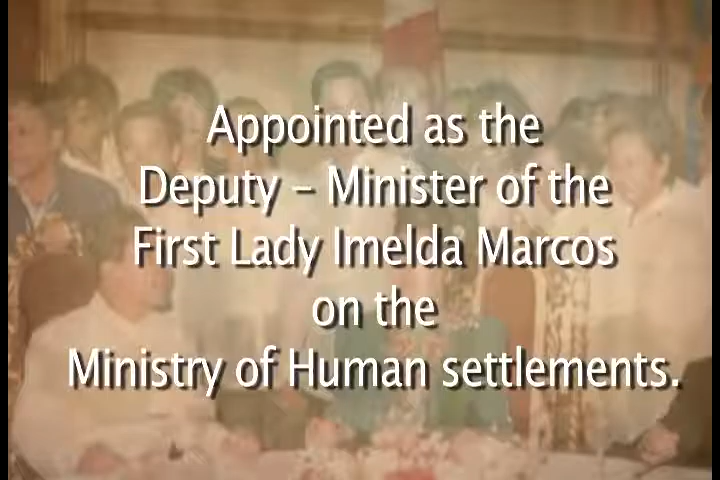 Appointed as the
Deputy – Minister of the
First Lady Imelda Marcos
on the
Ministry of Human settlements.